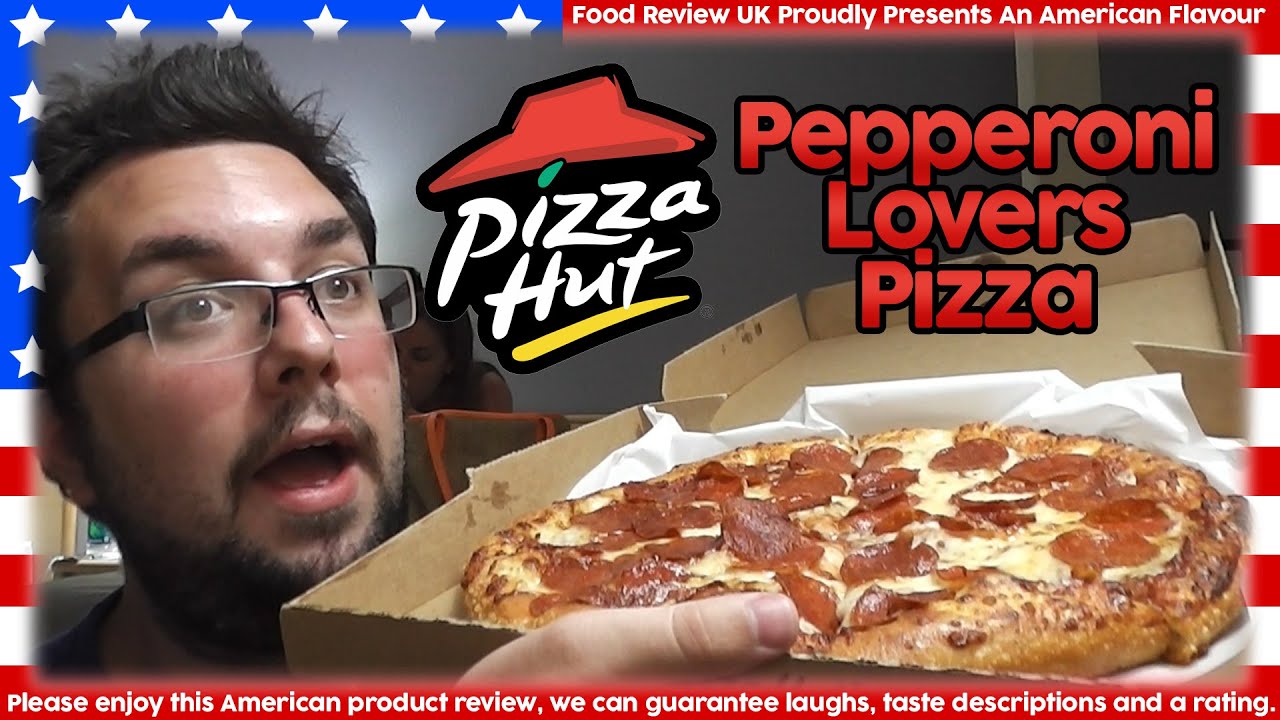 Food Review UK Proudly Presents An American Flavour
Pizza
Hut
Pepperoni
Lovers
Pizza
Please enjoy this American product review, we can guarantee laughs, taste descriptions and a rating.